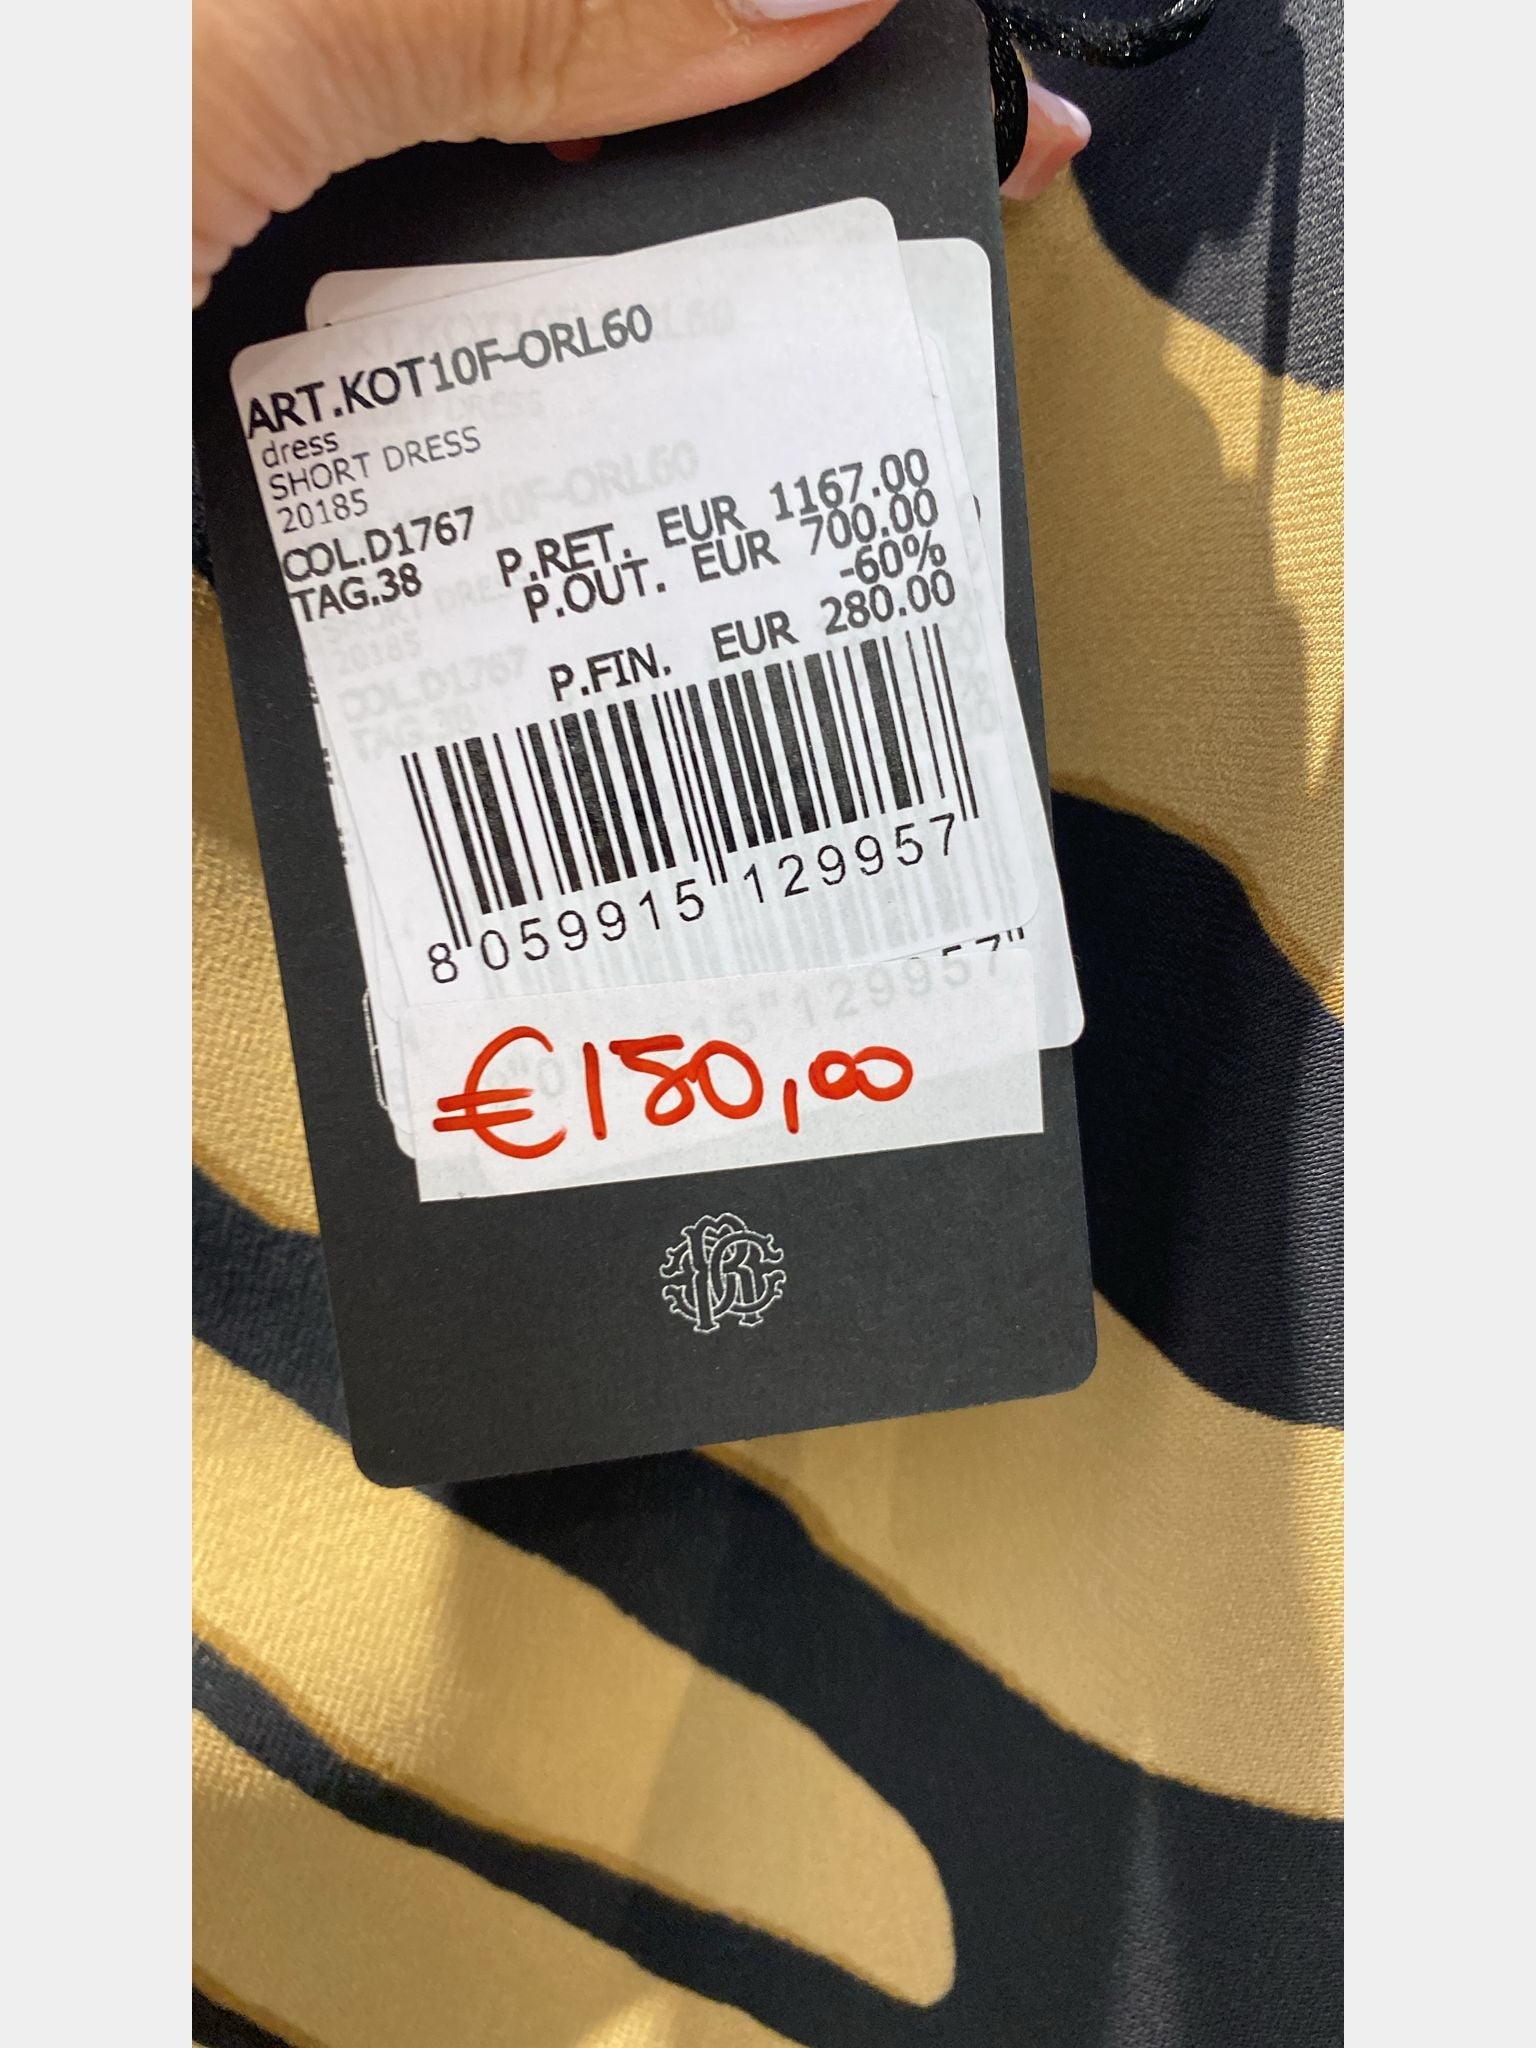 ART.KOT10F-ORL60
dress
SHORT DRESS
20185
COL.D1767 P.RET. EUR 1167.00
TAG.38 P.OUT. EUR 700.00
-60%
P.FIN. EUR 280.00
8 059915 129957
€180,00